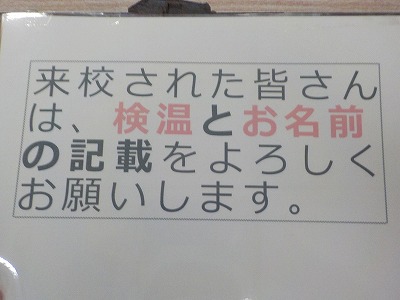 来校された皆さん
は、検温とお名前
の記載をよろしく
お願いします。